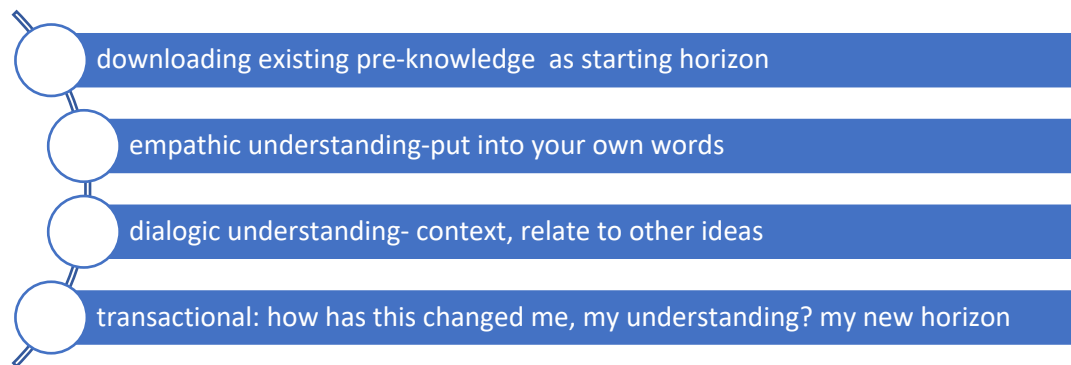 downloading existing pre-knowledge  as starting horizon
empathic understanding-put into your own words
dialogic understanding- context, relate to other ideas
transactional: how has this changed me, my understanding? my new horizon